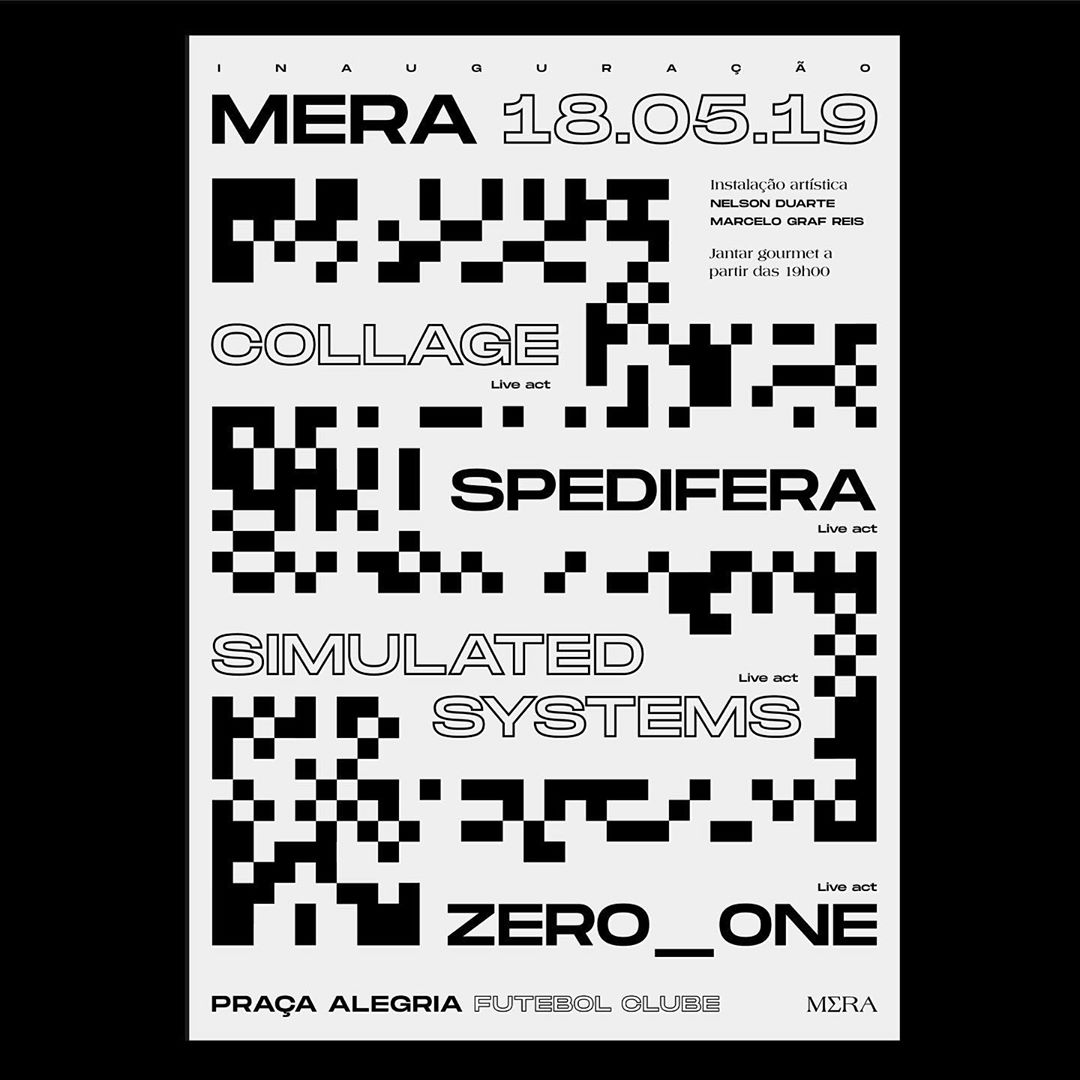 INAUGURAÇÃO
MERA 18.05.19
Instalação artística
NELSON DUARTE
MARCELO GRAF REIS
Jantar gourmet a
partir das 19h00
COLLAGE
Live act
SPEDIFERA
Live act
SIMULATED
Live act
SYSTEMS
Live act
ZERO_ONE
PRAÇA ALEGRIA FUTEBOL CLUBE
MΣRA